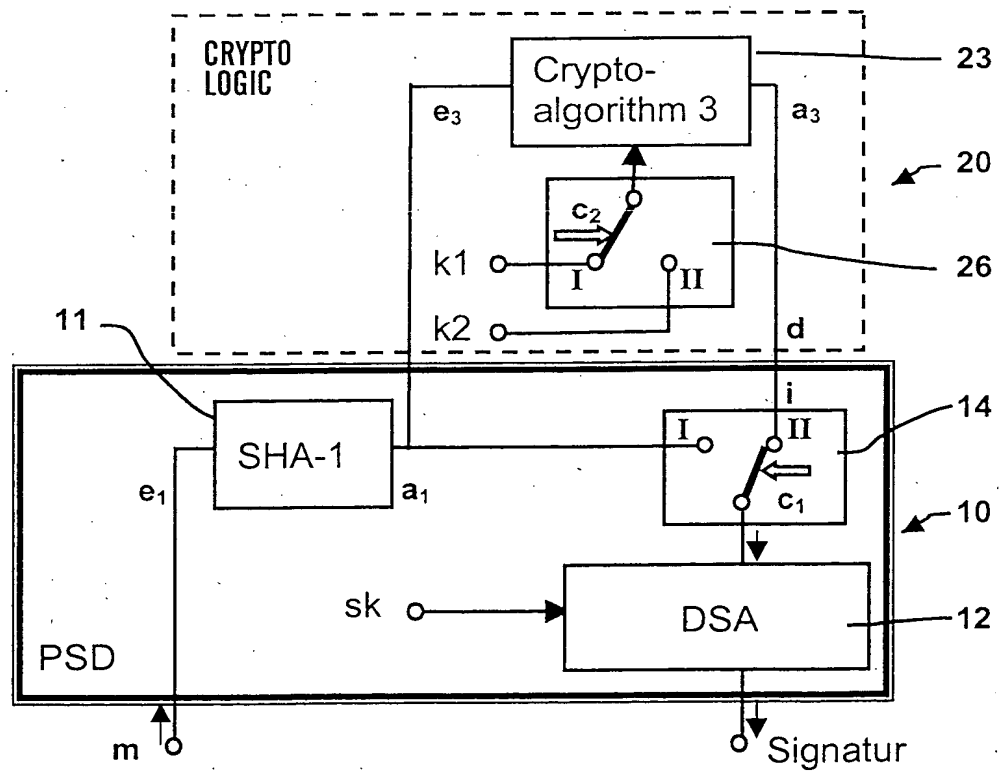 CRYPTO
LOGIC
Crypto-
algorithm 3
23
e₃
a₃
20
c₂
k1
I
II
26
k2
d
11
i
14
SHA-1
I
II
e₁
a₁
c₁
10
sk
DSA
12
PSD
m
Signatur